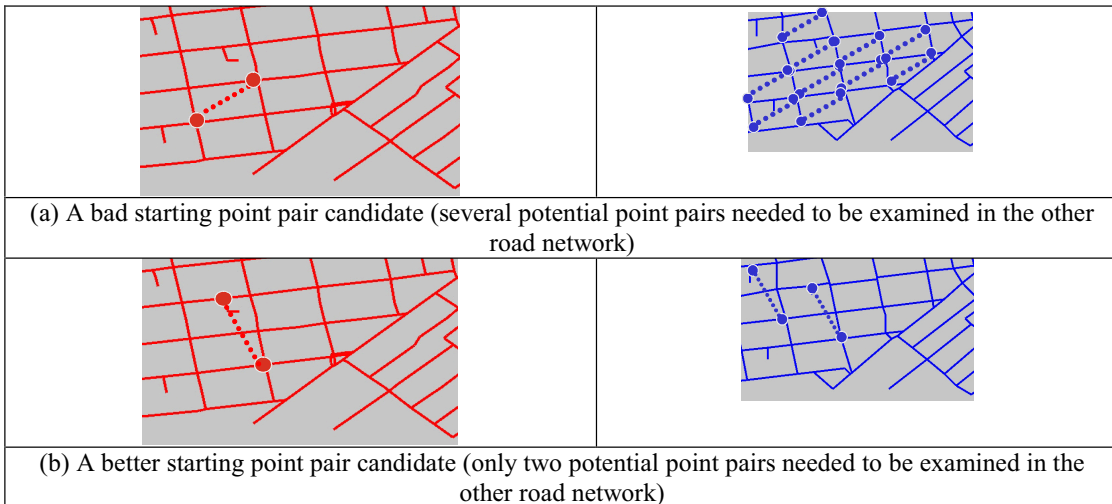 (a) A bad starting point pair candidate (several potential point pairs needed to be examined in the other
road network)
(b) A better starting point pair candidate (only two potential point pairs needed to be examined in the
other road network)